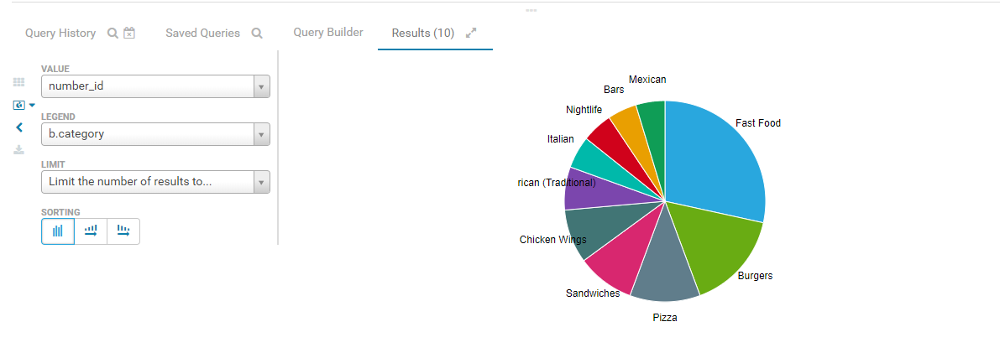 Query History
Saved Queries
Query Builder
Results (10)
VALUE
number_id
LEGEND
b.category
LIMIT
Limit the number of results to...
SORTING
Mexican
Bars
Nightlife
Italian
rican (Traditional)
Chicken Wings
Sandwiches
Pizza
Burgers
Fast Food